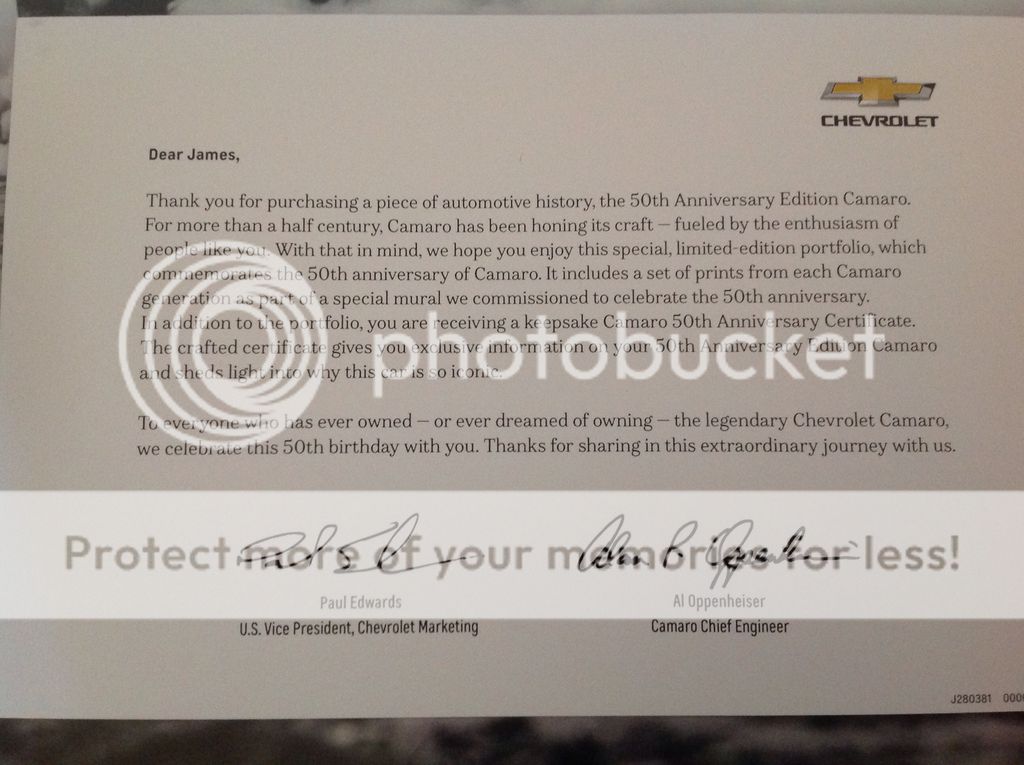 CHEVROLET
Dear James,
Thank you for purchasing a piece of automotive history, the 50th Anniversary Edition Camaro.
For more than a half century, Camaro has been honing its craft — fueled by the enthusiasm of
people like you. With that in mind, we hope you enjoy this special, limited-edition portfolio, which
commemorates the 50th anniversary of Camaro. It includes a set of prints from each Camaro
generation as part of a special mural we commissioned to celebrate the 50th anniversary.
In addition to the portfolio, you are receiving a keepsake Camaro 50th Anniversary Certificate.
The crafted certificate gives you exclusive information on your 50th Anniversary Edition Camaro
and sheds light into why this car is so iconic.
photobucket
To everyone who has ever owned — or ever dreamed of owning — the legendary Chevrolet Camaro,
we celebrate this 50th birthday with you. Thanks for sharing in this extraordinary journey with us.
Protect more of your memories for less!
Paul Edwards
U.S. Vice President, Chevrolet Marketing
Al Oppenheiser
Camaro Chief Engineer
J280381 000